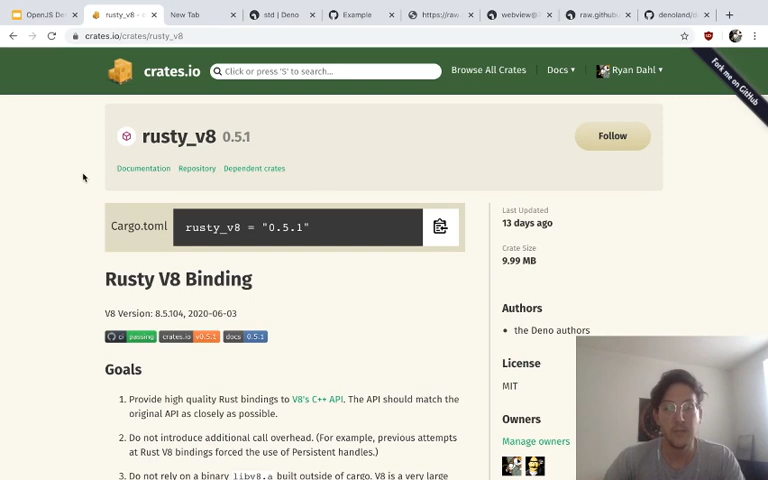 OpenJS Den
rusty_v8 - c
New Tab
std | Deno
Example
https://raw.
webview@
raw.github
denoland/d
crates.io/crates/rusty_v8
crates.io
Click or press 'S' to search...
Browse All Crates
Docs ▾
Ryan Dahl ▾
Fork me on GitHub
rusty_v8 0.5.1
Follow
Documentation Repository Dependent crates
Cargo.toml
rusty_v8 = "0.5.1"
Last Updated
13 days ago
Crate Size
9.99 MB
Rusty V8 Binding
V8 Version: 8.5.104, 2020-06-03
ci passing crates.io v0.5.1 docs 0.5.1
Goals
1. Provide high quality Rust bindings to V8's C++ API. The API should match the
original API as closely as possible.
2. Do not introduce additional call overhead. (For example, previous attempts
at Rust V8 bindings forced the use of Persistent handles.)
3. Do not rely on a binary libv8.a built outside of cargo. V8 is a very large
Authors
• the Deno authors
License
MIT
Owners
Manage owners